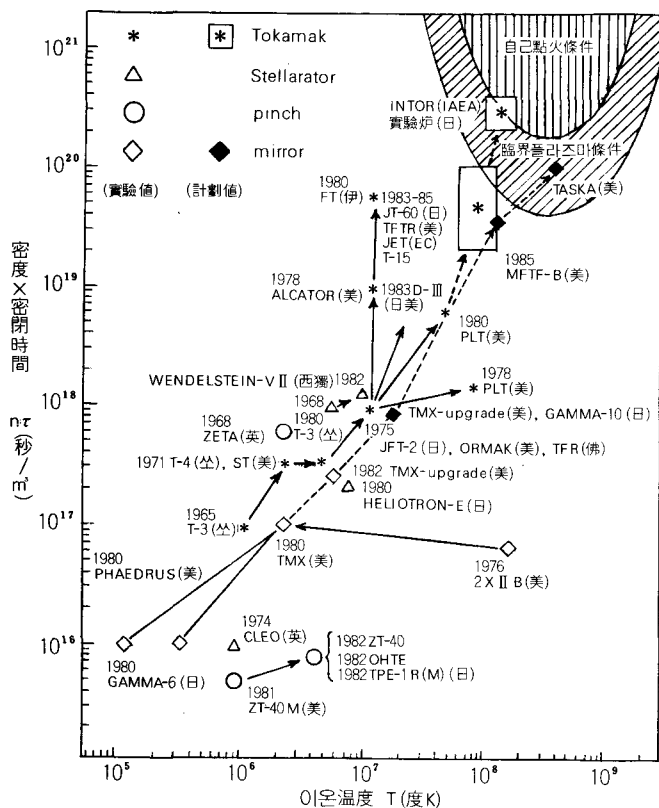 10²¹
10²⁰
10¹⁹
10¹⁸
10¹⁷
10¹⁶
密度×密閉時間 n·τ (秒/m³)
* * Tokamak
△ Stellarator
○ pinch
◇ ◆ mirror
(實驗値) (計劃値)
自己點火條件
INTOR (IAEA)
實驗炉 (日)
臨界플라즈마條件
TASKA (美)
1980
FT (伊)
1983-85
JT-60 (日)
TFTR (美)
JET (EC)
T-15
1985
MFTF-B (美)
1978
ALCATOR (美)
1983 D-III
(日美)
1980
PLT (美)
WENDELSTEIN-VII (西獨)
1982
1978
PLT (美)
1968
1980
T-3 (쏘)
1975
TMX-upgrade (美), GAMMA-10 (日)
1968
ZETA (英)
JFT-2 (日), ORMAK (美), TFR (佛)
1971 T-4 (쏘), ST (美)
1982
TMX-upgrade (美)
1980
HELIOTRON-E (日)
1965
T-3 (쏘)
1980
PHAEDRUS (美)
1980
TMX (美)
1976
2XIIB (美)
1974
CLEO (英)
1982 ZT-40
1982 OHTE
1982 TPE-1R(M) (日)
1980
GAMMA-6 (日)
1981
ZT-40M (美)
10⁵ 10⁶ 10⁷ 10⁸ 10⁹
이온温度 T (度K)